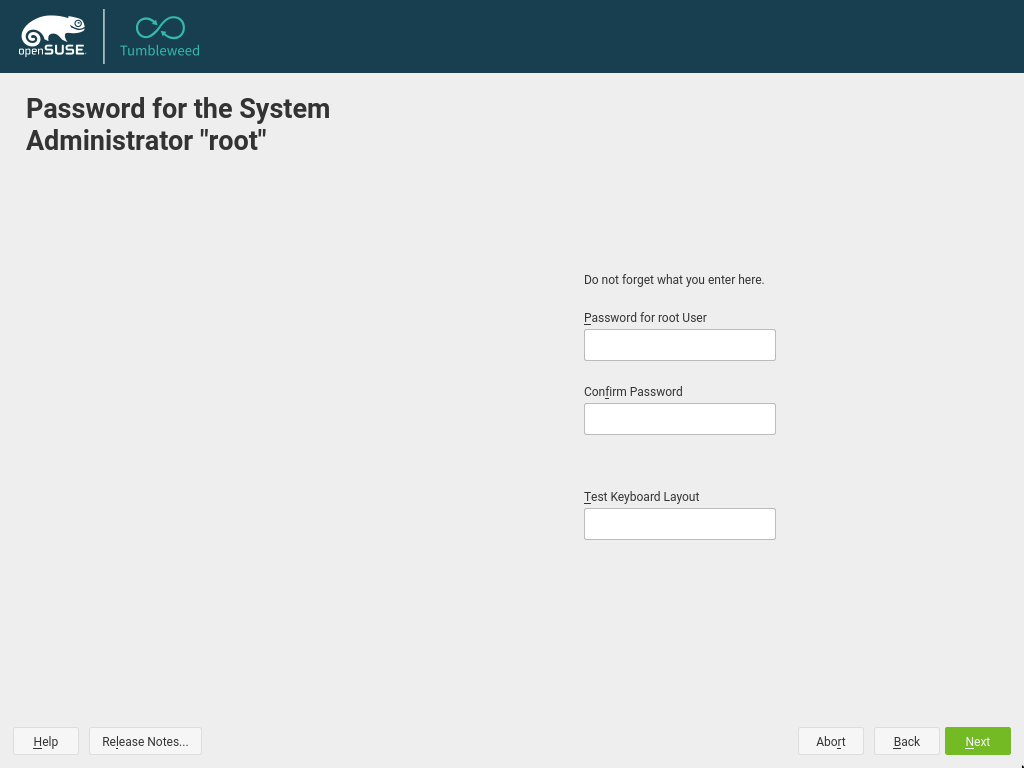 openSUSE
Tumbleweed
Password for the System
Administrator "root"
Do not forget what you enter here.
Password for root User
Confirm Password
Test Keyboard Layout
Help
Release Notes...
Abort
Back
Next